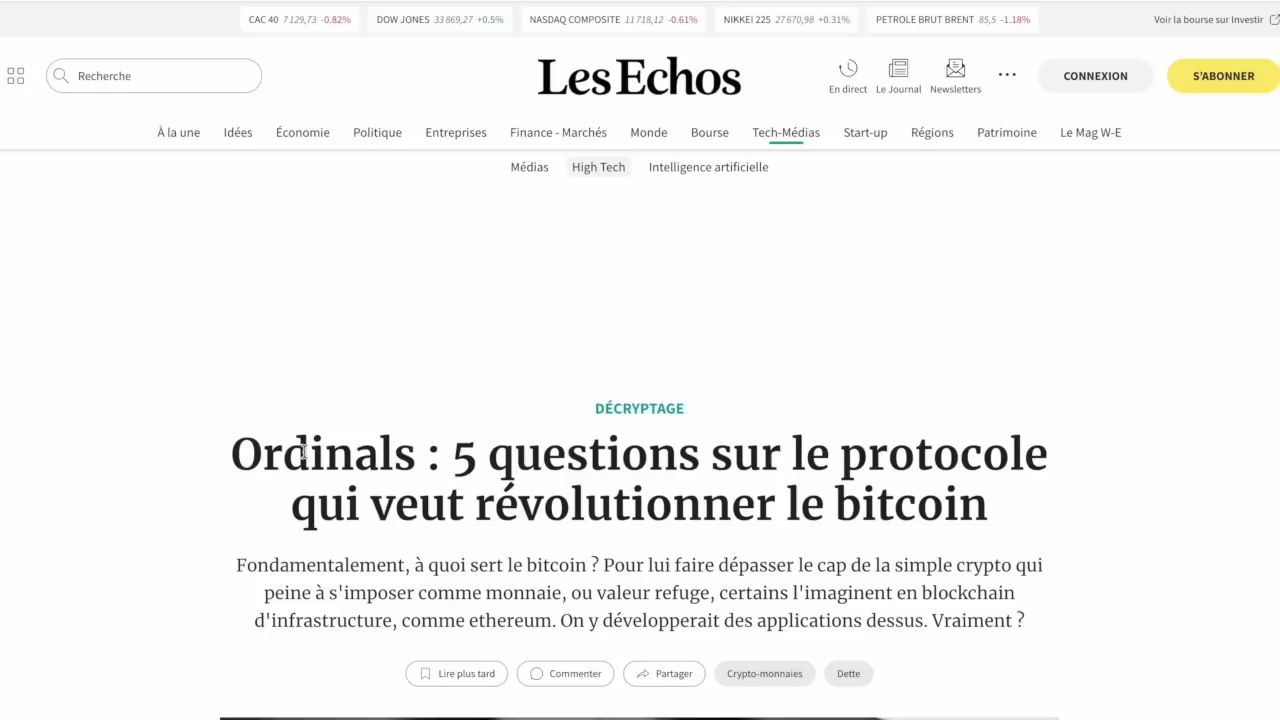 CAC 40 7 129,73 -0.82% DOW JONES 33 869,27 +0.5% NASDAQ COMPOSITE 11 718,12 -0.61% NIKKEI 225 27 670,98 +0.31% PETROLE BRUT BRENT 85,5 -1.18% Voir la bourse sur Investir
Recherche
Les Echos
En direct Le Journal Newsletters
CONNEXION S'ABONNER
À la une Idées Économie Politique Entreprises Finance - Marchés Monde Bourse Tech-Médias Start-up Régions Patrimoine Le Mag W-E
Médias High Tech Intelligence artificielle
DÉCRYPTAGE
Ordinals : 5 questions sur le protocole
qui veut révolutionner le bitcoin
Fondamentalement, à quoi sert le bitcoin ? Pour lui faire dépasser le cap de la simple crypto qui
peine à s'imposer comme monnaie, ou valeur refuge, certains l'imaginent en blockchain
d'infrastructure, comme ethereum. On y développerait des applications dessus. Vraiment ?
Lire plus tard Commenter Partager Crypto-monnaies Dette